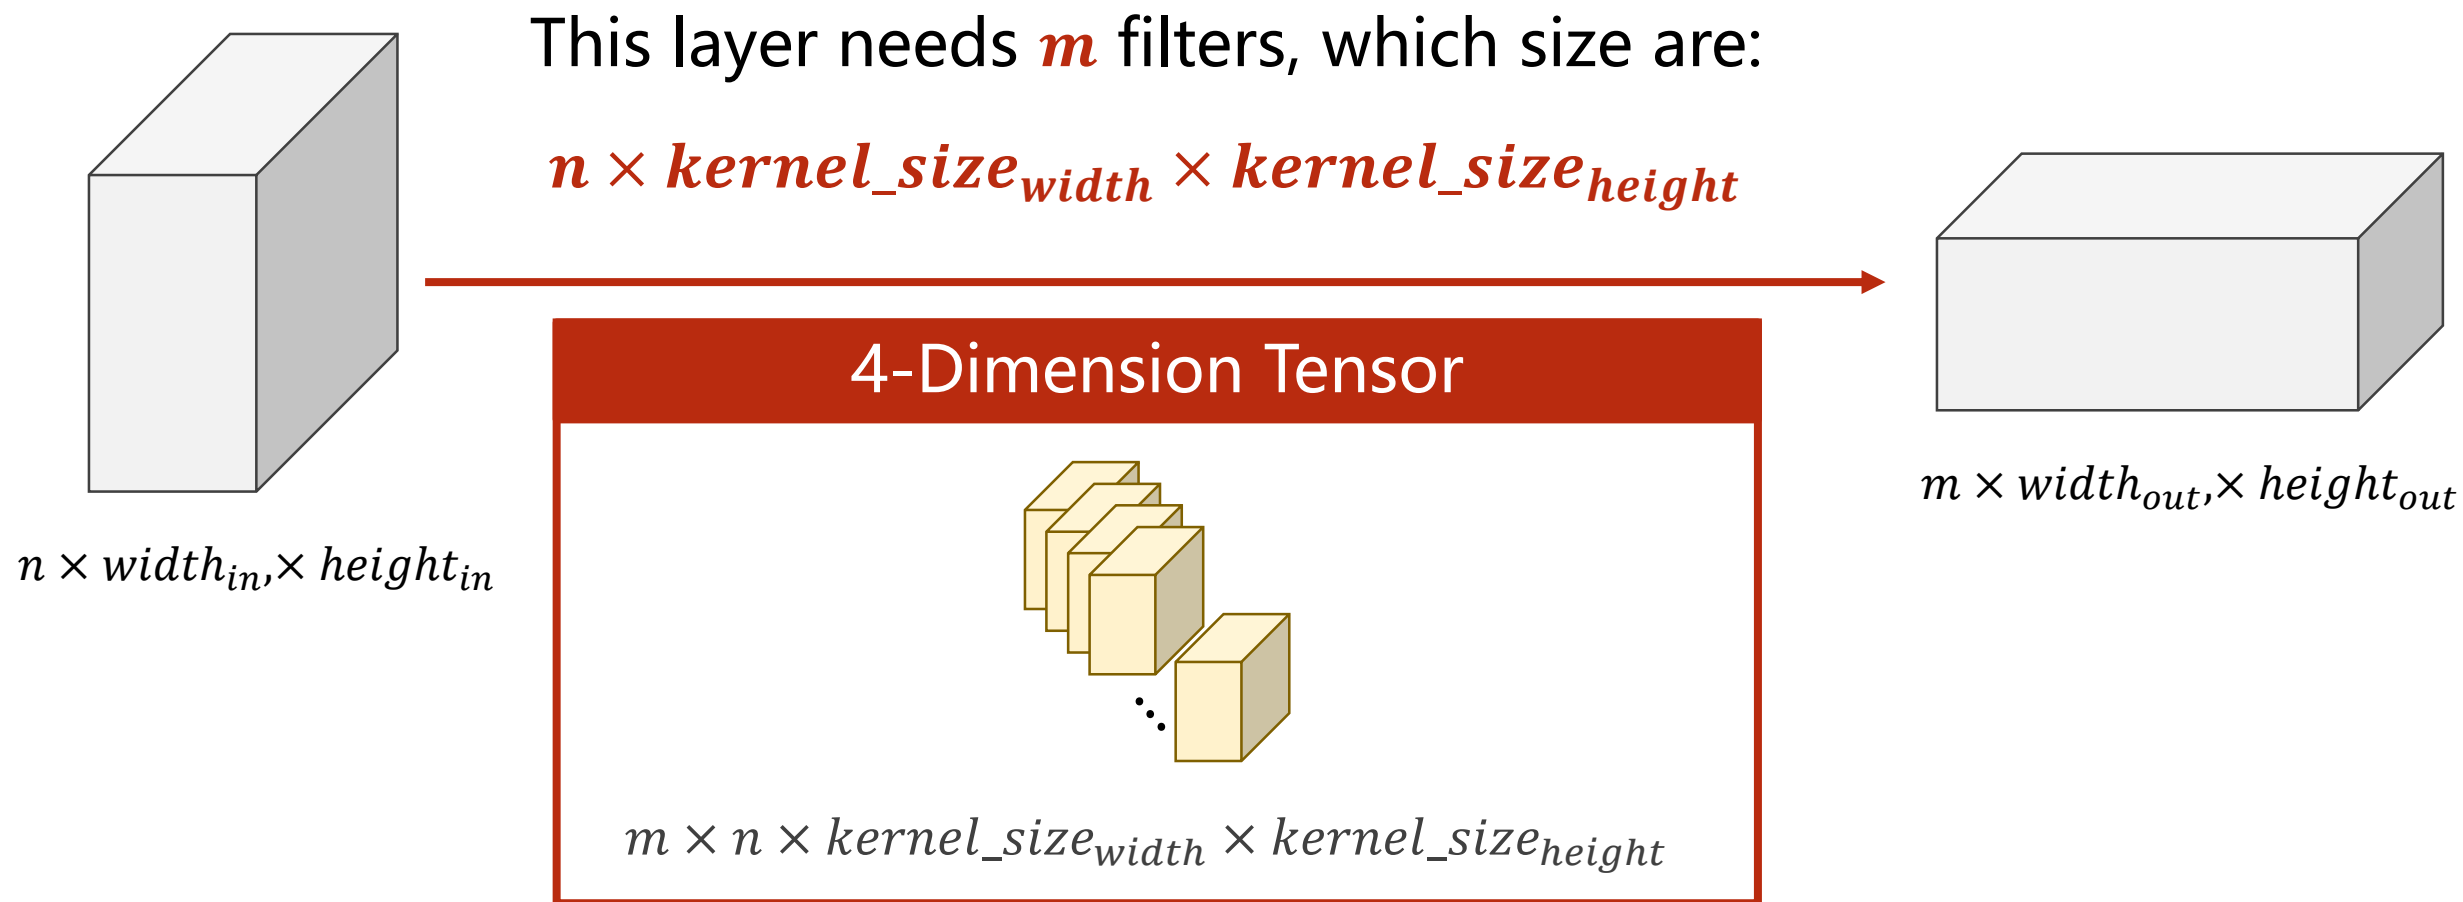 This layer needs m filters, which size are:
n × kernel_size_width × kernel_size_height
4-Dimension Tensor
n × width_in,× height_in
m × width_out,× height_out
m × n × kernel_size_width × kernel_size_height